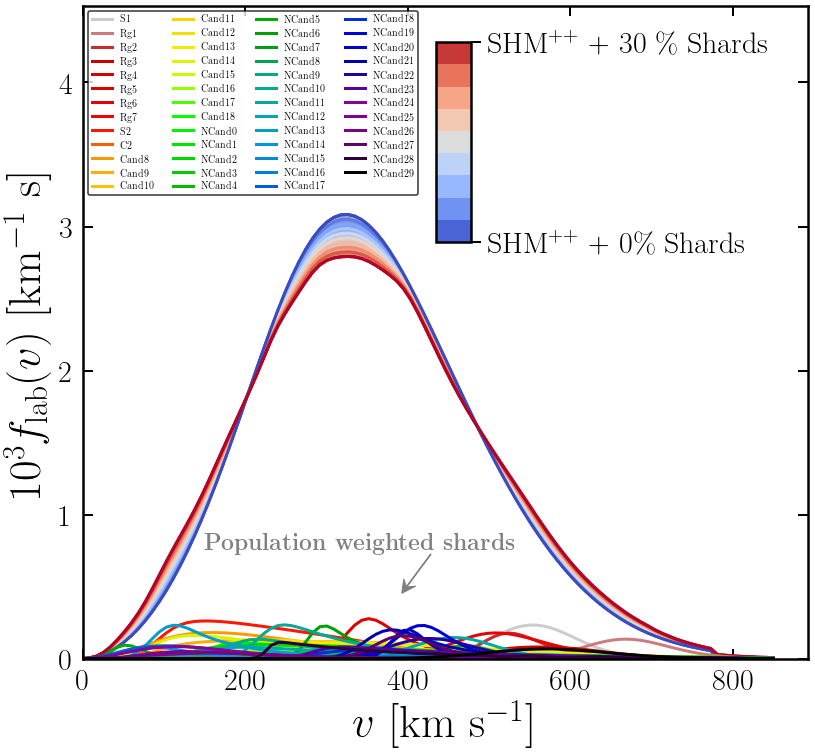 S1
Rg1
Rg2
Rg3
Rg4
Rg5
Rg6
Rg7
S2
C2
Cand8
Cand9
Cand10
Cand11
Cand12
Cand13
Cand14
Cand15
Cand16
Cand17
Cand18
NCand0
NCand1
NCand2
NCand3
NCand4
NCand5
NCand6
NCand7
NCand8
NCand9
NCand10
NCand11
NCand12
NCand13
NCand14
NCand15
NCand16
NCand17
NCand18
NCand19
NCand20
NCand21
NCand22
NCand23
NCand24
NCand25
NCand26
NCand27
NCand28
NCand29
SHM⁺⁺ + 30 % Shards
SHM⁺⁺ + 0% Shards
4
3
2
1
0
10³f_lab(v) [km⁻¹ s]
Population weighted shards
0 200 400 600 800
v [km s⁻¹]